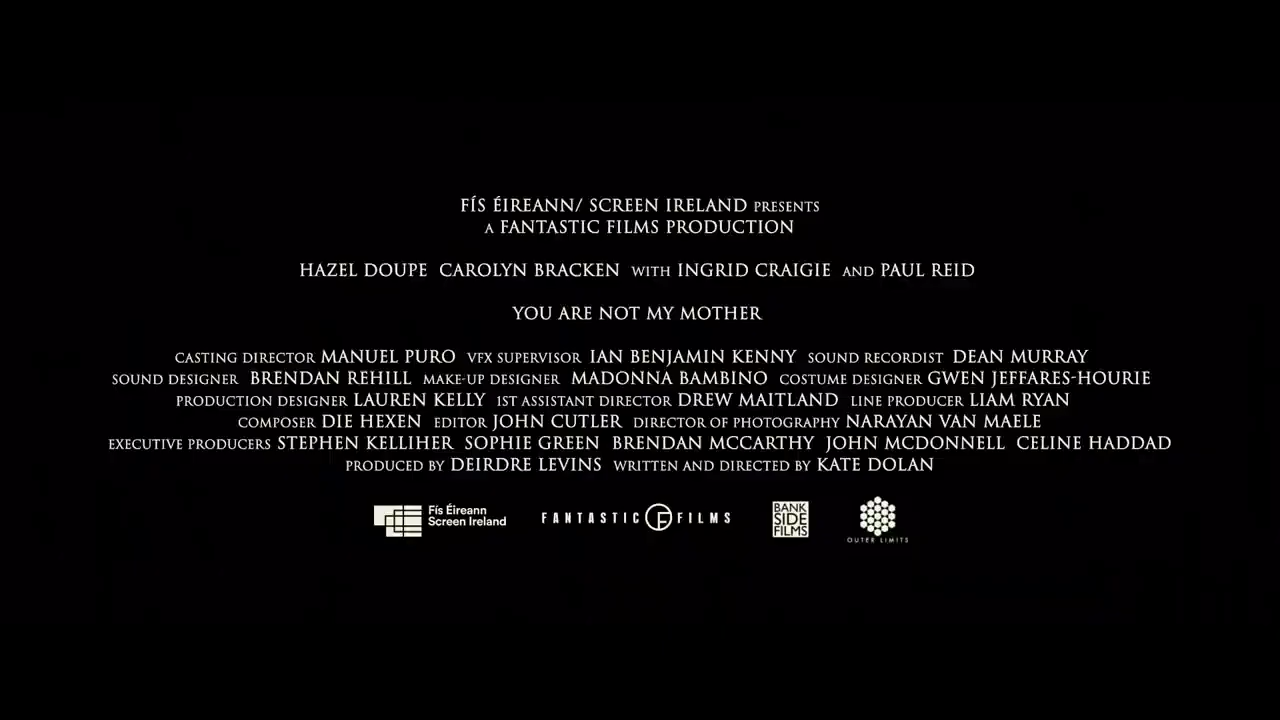 FÍS ÉIREANN/ SCREEN IRELAND PRESENTS
A FANTASTIC FILMS PRODUCTION
HAZEL DOUPE CAROLYN BRACKEN WITH INGRID CRAIGIE AND PAUL REID
YOU ARE NOT MY MOTHER
CASTING DIRECTOR MANUEL PURO VFX SUPERVISOR IAN BENJAMIN KENNY SOUND RECORDIST DEAN MURRAY
SOUND DESIGNER BRENDAN REHILL MAKE-UP DESIGNER MADONNA BAMBINO COSTUME DESIGNER GWEN JEFFARES-HOURIE
PRODUCTION DESIGNER LAUREN KELLY 1ST ASSISTANT DIRECTOR DREW MAITLAND LINE PRODUCER LIAM RYAN
COMPOSER DIE HEXEN EDITOR JOHN CUTLER DIRECTOR OF PHOTOGRAPHY NARAYAN VAN MAELE
EXECUTIVE PRODUCERS STEPHEN KELLIHER SOPHIE GREEN BRENDAN MCCARTHY JOHN MCDONNELL CELINE HADDAD
PRODUCED BY DEIRDRE LEVINS WRITTEN AND DIRECTED BY KATE DOLAN
Fís Éireann
Screen Ireland
FANTASTIC FF FILMS
BANK
SIDE
FILMS
OUTER LIMITS